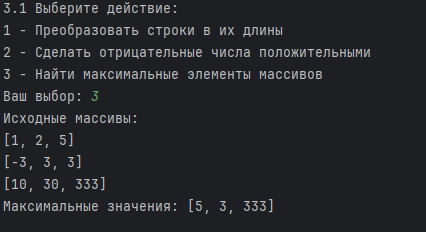 3.1 Выберите действие:
1 - Преобразовать строки в их длины
2 - Сделать отрицательные числа положительными
3 - Найти максимальные элементы массивов
Ваш выбор: 3
Исходные массивы:
[1, 2, 5]
[-3, 3, 3]
[10, 30, 333]
Максимальные значения: [5, 3, 333]